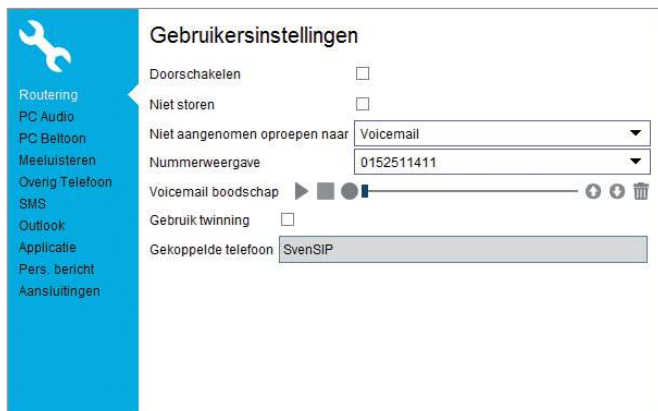 Gebruikersinstellingen
Routering
PC Audio
PC Beltoon
Meeluisteren
Overig Telefoon
SMS
Outlook
Applicatie
Pers. bericht
Aansluitingen
Doorschakelen
Niet storen
Niet aangenomen oproepen naar Voicemail
Nummerweergave 0152511411
Voicemail boodschap
Gebruik twinning
Gekoppelde telefoon SvenSIP